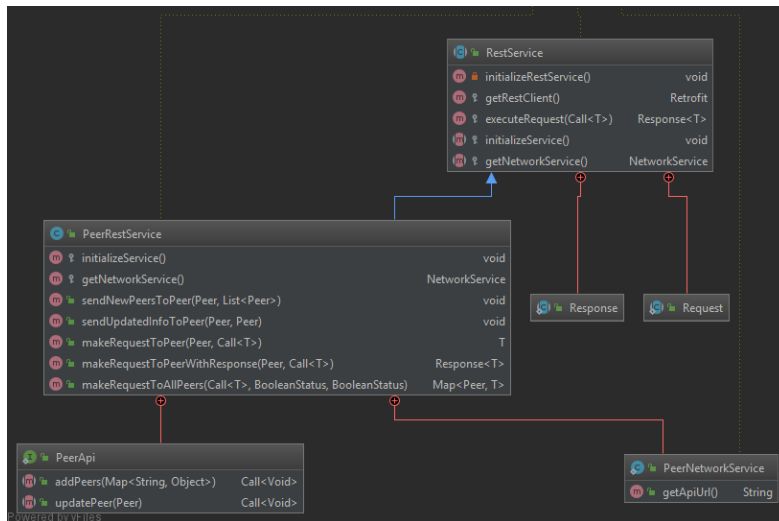 RestService
initializeRestService() void
getRestClient() Retrofit
executeRequest(Call<T>) Response<T>
initializeService() void
getNetworkService() NetworkService
PeerRestService
initializeService() void
getNetworkService() NetworkService
sendNewPeersToPeer(Peer, List<Peer>) void
sendUpdatedInfoToPeer(Peer, Peer) void
makeRequestToPeer(Peer, Call<T>) T
makeRequestToPeerWithResponse(Peer, Call<T>) Response<T>
makeRequestToAllPeers(Call<T>, BooleanStatus, BooleanStatus) Map<Peer, T>
Response
Request
PeerApi
addPeers(Map<String, Object>) Call<Void>
updatePeer(Peer) Call<Void>
PeerNetworkService
getApiUrl() String
Powered by yFiles